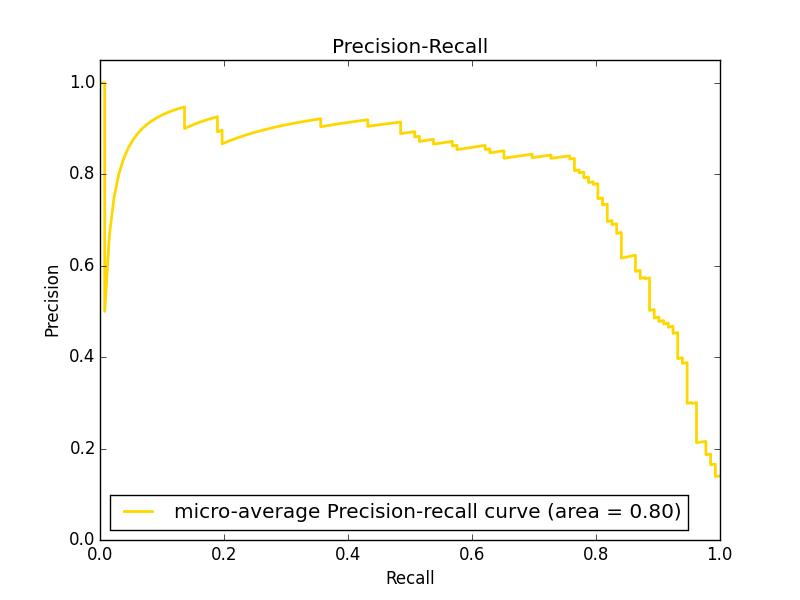 Precision-Recall
1.0
0.8
0.6
0.4
0.2
0.0
Precision
micro-average Precision-recall curve (area = 0.80)
0.0 0.2 0.4 0.6 0.8 1.0
Recall